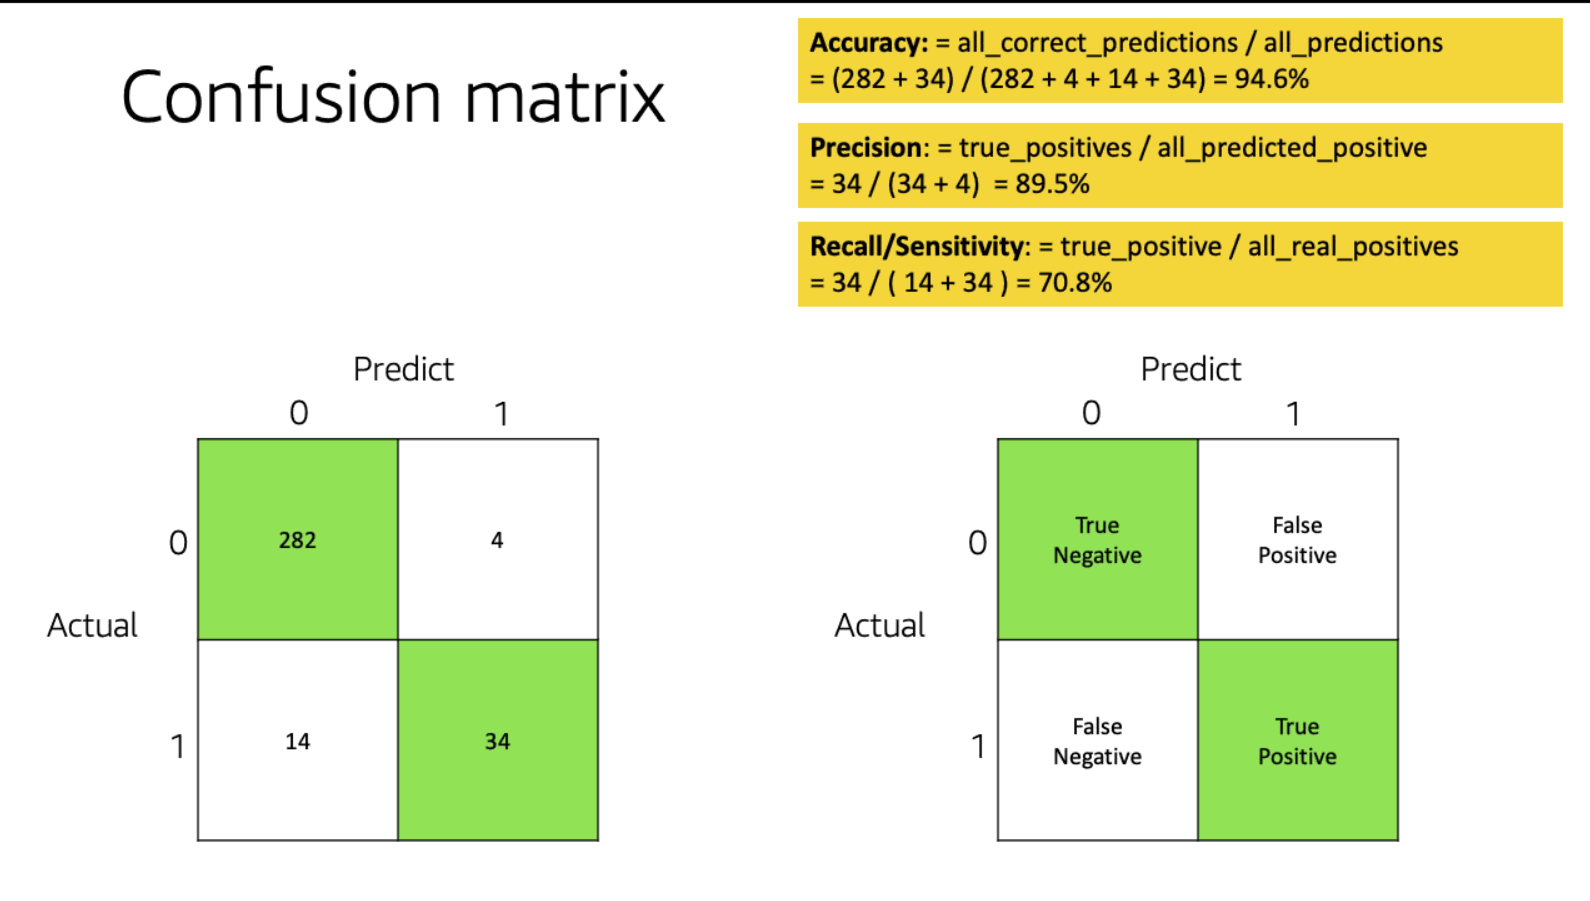 Confusion matrix
Accuracy: = all_correct_predictions / all_predictions
= (282 + 34) / (282 + 4 + 14 + 34) = 94.6%
Precision: = true_positives / all_predicted_positive
= 34 / (34 + 4)  = 89.5%
Recall/Sensitivity: = true_positive / all_real_positives
= 34 / ( 14 + 34 ) = 70.8%
Predict
0 1
0 282 4
Actual
1 14 34
Predict
0 1
0
True
Negative
False
Positive
Actual
1
False
Negative
True
Positive